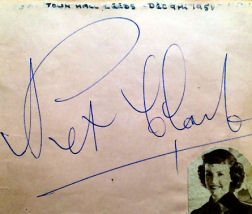 TOWN HALL LEEDS - DEC 9TH, 1951
Pet Clark